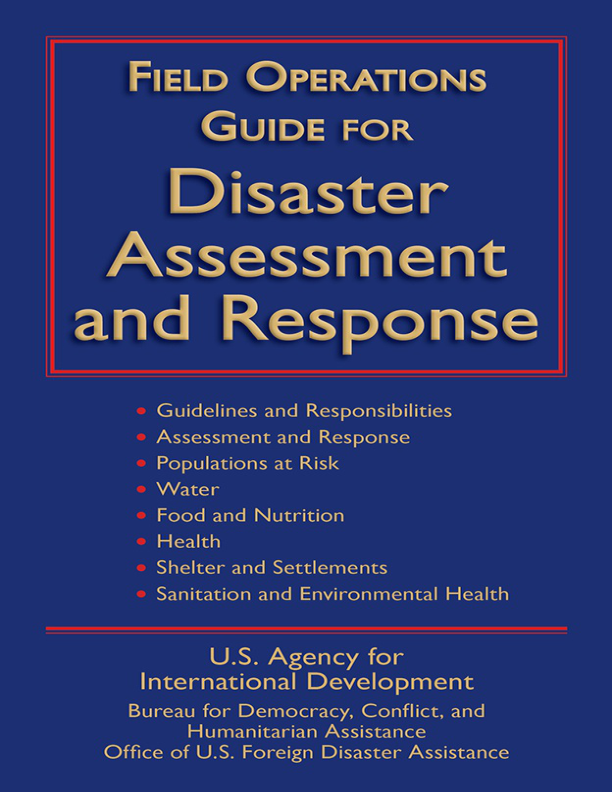 FIELD OPERATIONS
GUIDE FOR
Disaster
Assessment
and Response
• Guidelines and Responsibilities
• Assessment and Response
• Populations at Risk
• Water
• Food and Nutrition
• Health
• Shelter and Settlements
• Sanitation and Environmental Health
U.S. Agency for
International Development
Bureau for Democracy, Conflict, and
Humanitarian Assistance
Office of U.S. Foreign Disaster Assistance